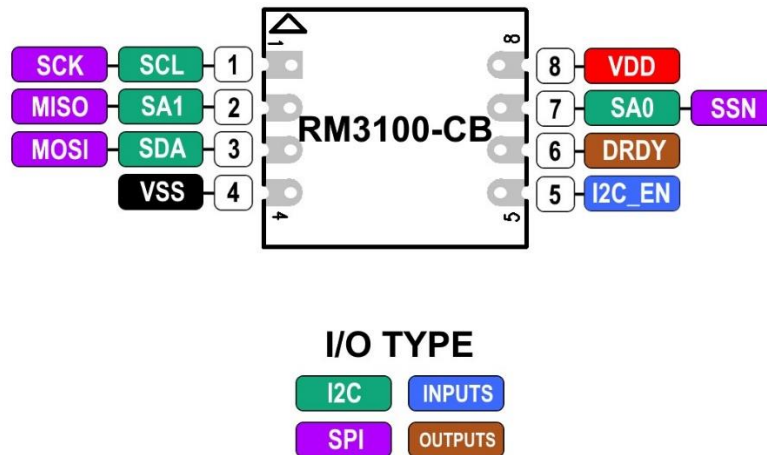 1 8
SCK SCL 1 8 VDD
MISO SA1 2 7 SA0 SSN
RM3100-CB
MOSI SDA 3 6 DRDY
VSS 4 5 I2C_EN
4 5
I/O TYPE
I2C INPUTS
SPI OUTPUTS